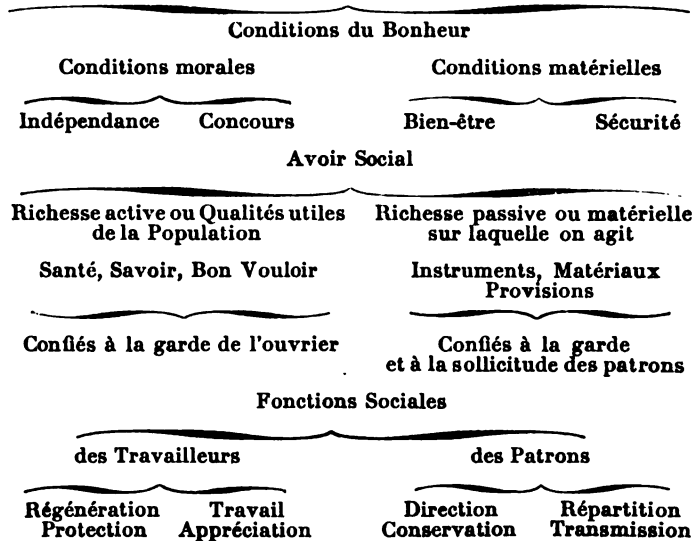 Conditions du Bonheur
Conditions morales Conditions matérielles
Indépendance Concours Bien-être Sécurité
Avoir Social
Richesse active ou Qualités utiles
de la Population
Richesse passive ou matérielle
sur laquelle on agit
Santé, Savoir, Bon Vouloir
Instruments, Matériaux
Provisions
Confiés à la garde de l'ouvrier
Confiés à la garde
et à la sollicitude des patrons
Fonctions Sociales
des Travailleurs des Patrons
Régénération
Protection
Travail
Appréciation
Direction
Conservation
Répartition
Transmission